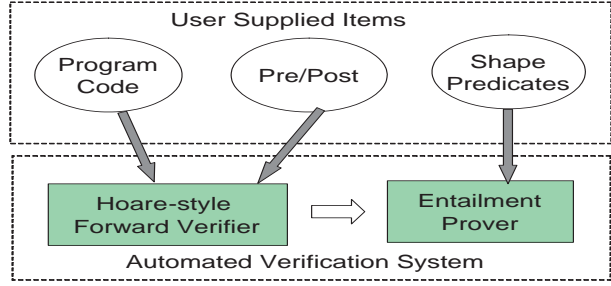 User Supplied Items
Program
Code
Pre/Post
Shape
Predicates
Hoare-style
Forward Verifier
Entailment
Prover
Automated Verification System